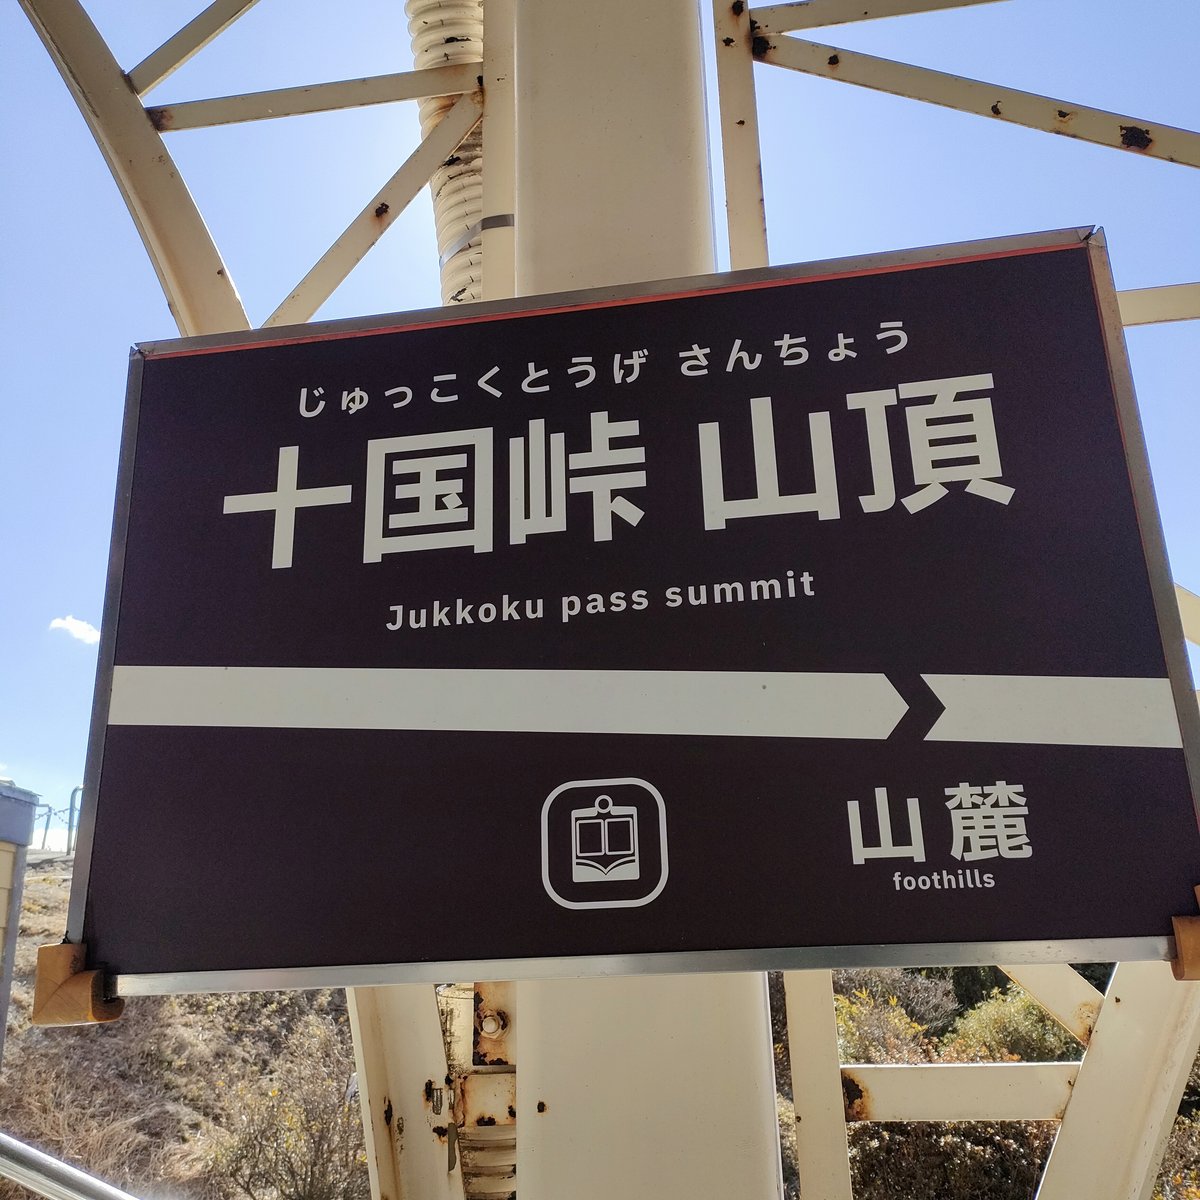 じゅっこくとうげ さんちょう
十国峠 山頂
Jukkoku pass summit
山麓
foothills